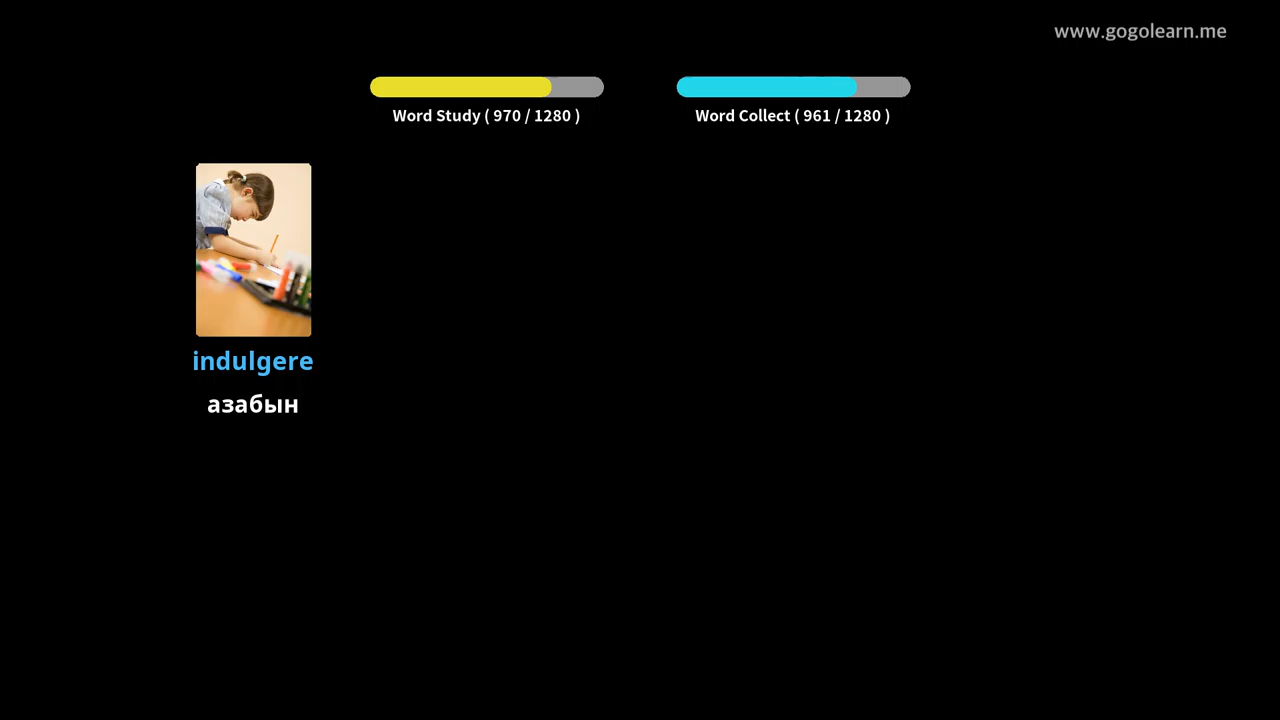 www.gogolearn.me
Word Study ( 970 / 1280 )
Word Collect ( 961 / 1280 )
indulgere
азабын